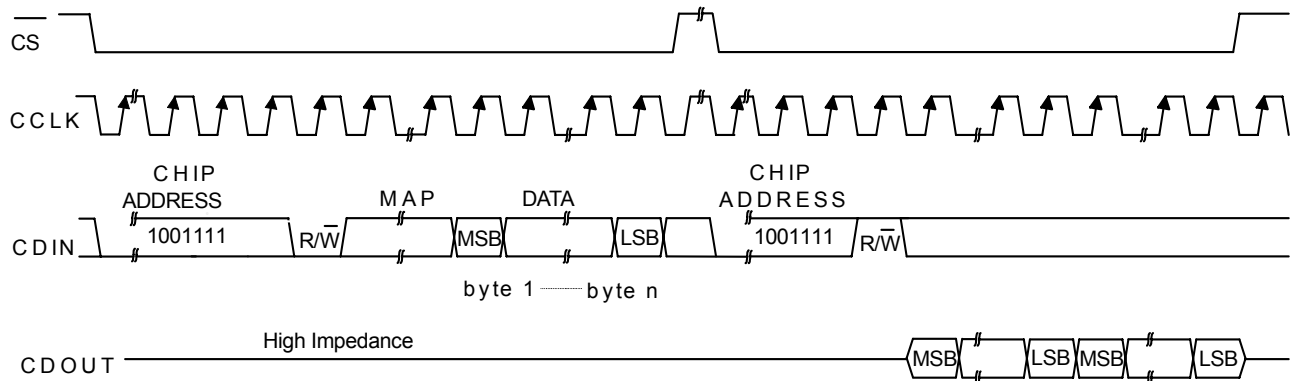 CS
CCLK
CHIP
ADDRESS
MAP
DATA
CHIP
ADDRESS
CDIN
1001111
R/W
MSB
LSB
1001111
R/W
byte 1
byte n
High Impedance
CDOUT
MSB
LSB
MSB
LSB